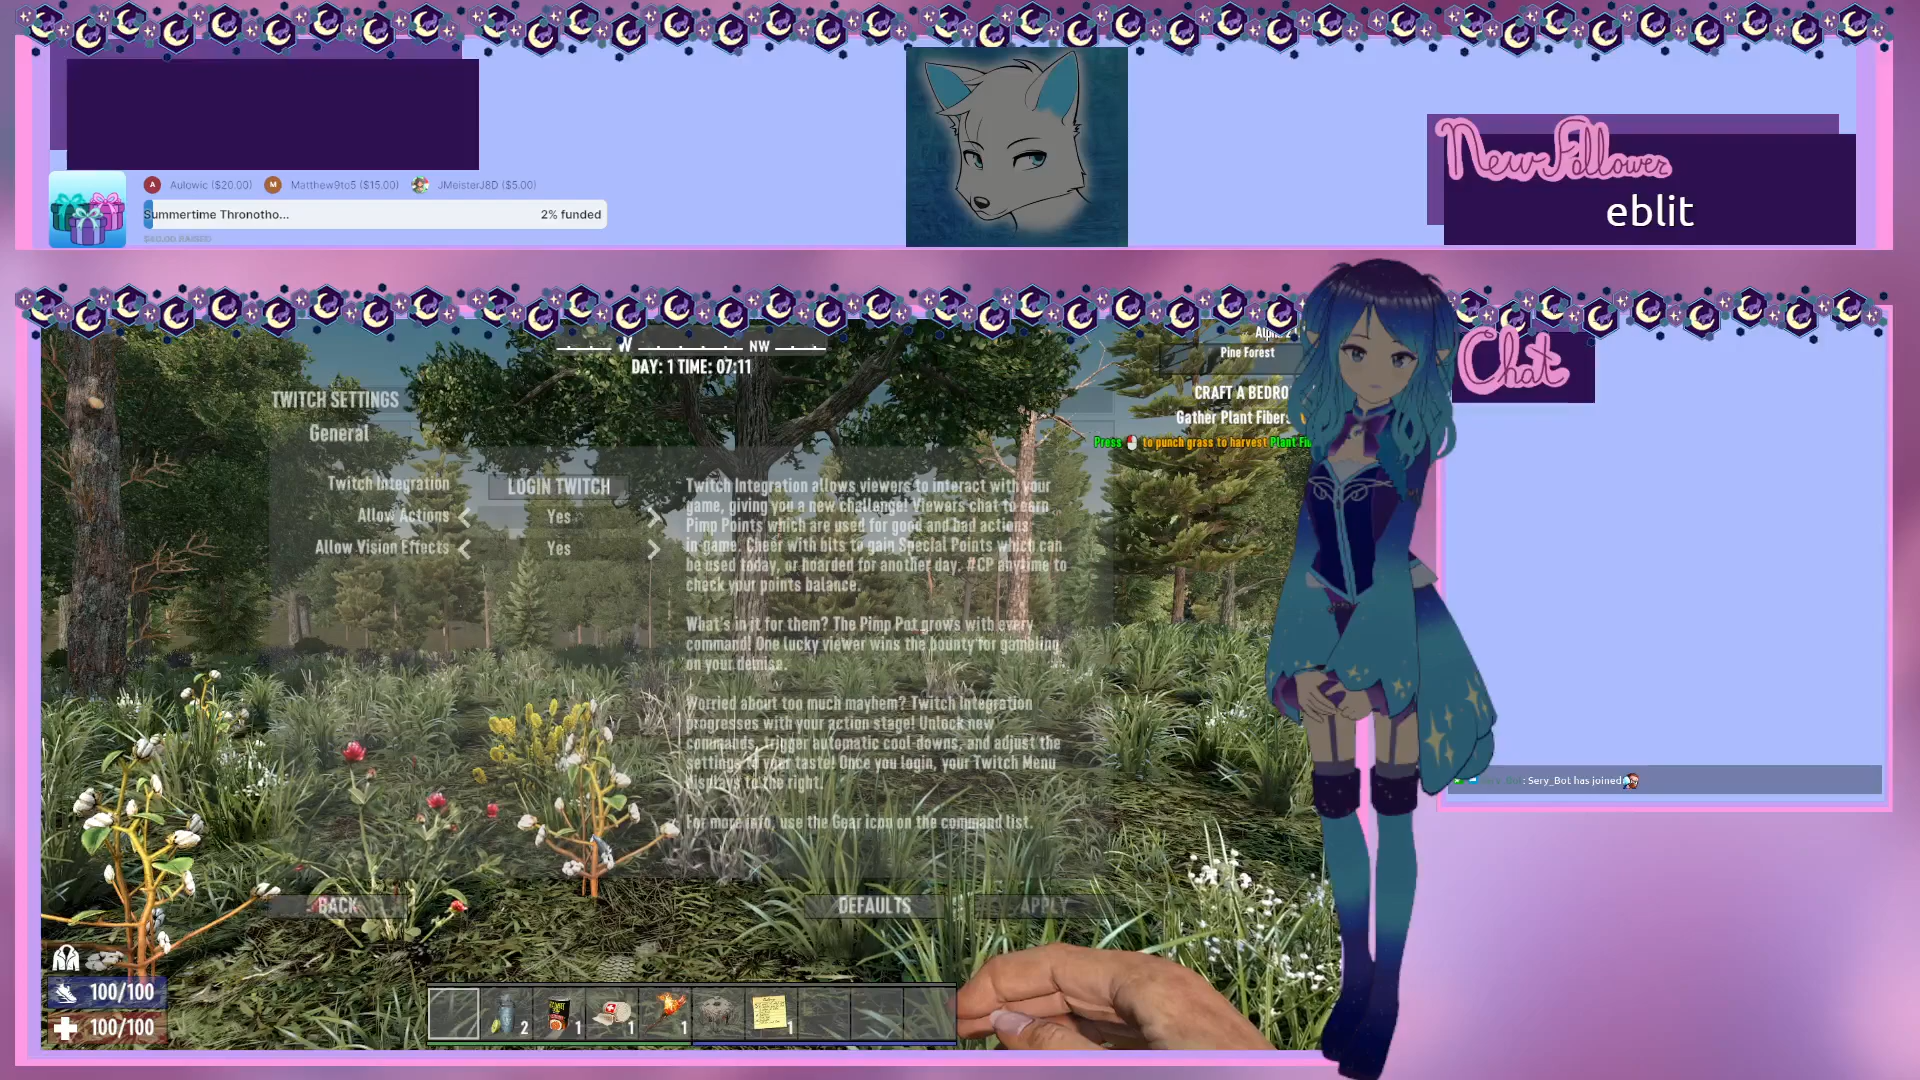 Aulowic ($20.00)
Matthew9to5 ($15.00)
JMeisterJ8D ($5.00)
Summertime Thronotho...
2% funded
$40.00 RAISED
New Follower
eblit
W
NW
DAY: 1 TIME: 07:11
Pine Forest
CRAFT A BEDRO
Gather Plant Fibers
Press to punch grass to harvest Plant Fi
Chat
TWITCH SETTINGS
General
Twitch Integration
LOGIN TWITCH
Allow Actions
Yes
Allow Vision Effects
Yes
Twitch Integration allows viewers to interact with your
game, giving you a new challenge! Viewers chat to earn
Pimp Points which are used for good and bad actions
in game. Cheer with bits to gain Special Points which can
be used today, or hoarded for another day. #CP anytime to
check your points balance.
What's in it for them? The Pimp Pot grows with every
command! One lucky viewer wins the bounty for gambling
on your demise.
Worried about too much mayhem? Twitch Integration
progresses with your action stage! Unlock new
commands, trigger automatic cool-downs, and adjust the
settings to your taste! Once you login, your Twitch Menu
displays to the right.
For more info, use the Gear icon on the command list.
: Sery_Bot has joined
BACK
DEFAULTS
APPLY
100/100
100/100
2
1
1
1
1